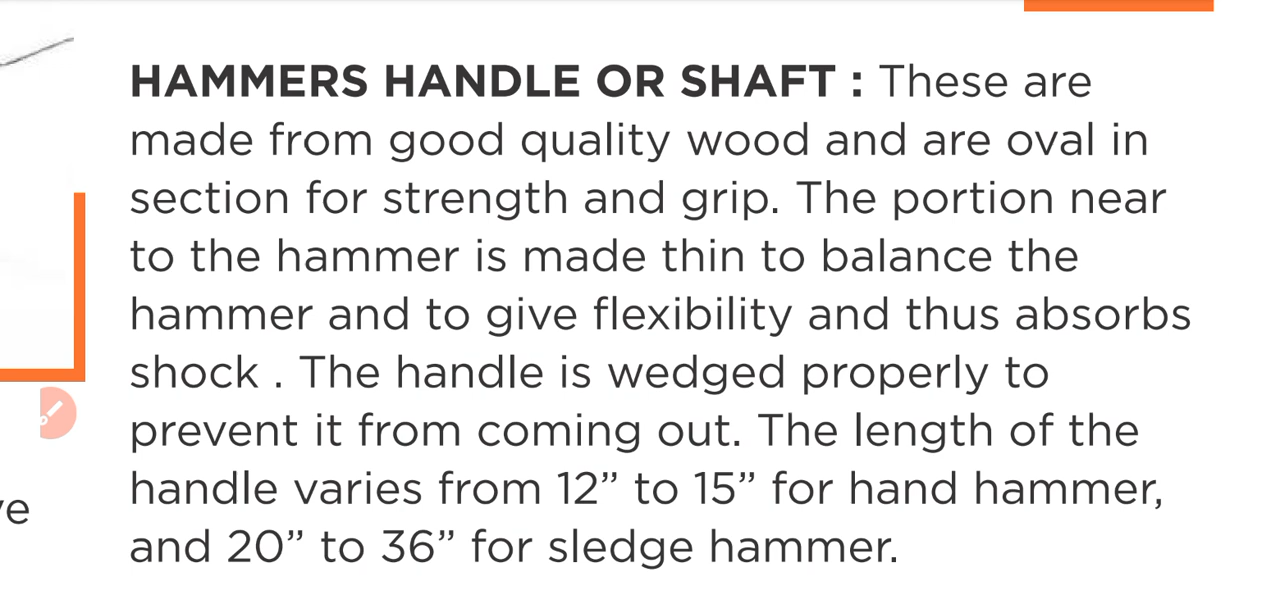 HAMMERS HANDLE OR SHAFT : These are
made from good quality wood and are oval in
section for strength and grip. The portion near
to the hammer is made thin to balance the
hammer and to give flexibility and thus absorbs
shock . The handle is wedged properly to
prevent it from coming out. The length of the
handle varies from 12” to 15” for hand hammer,
and 20” to 36” for sledge hammer.